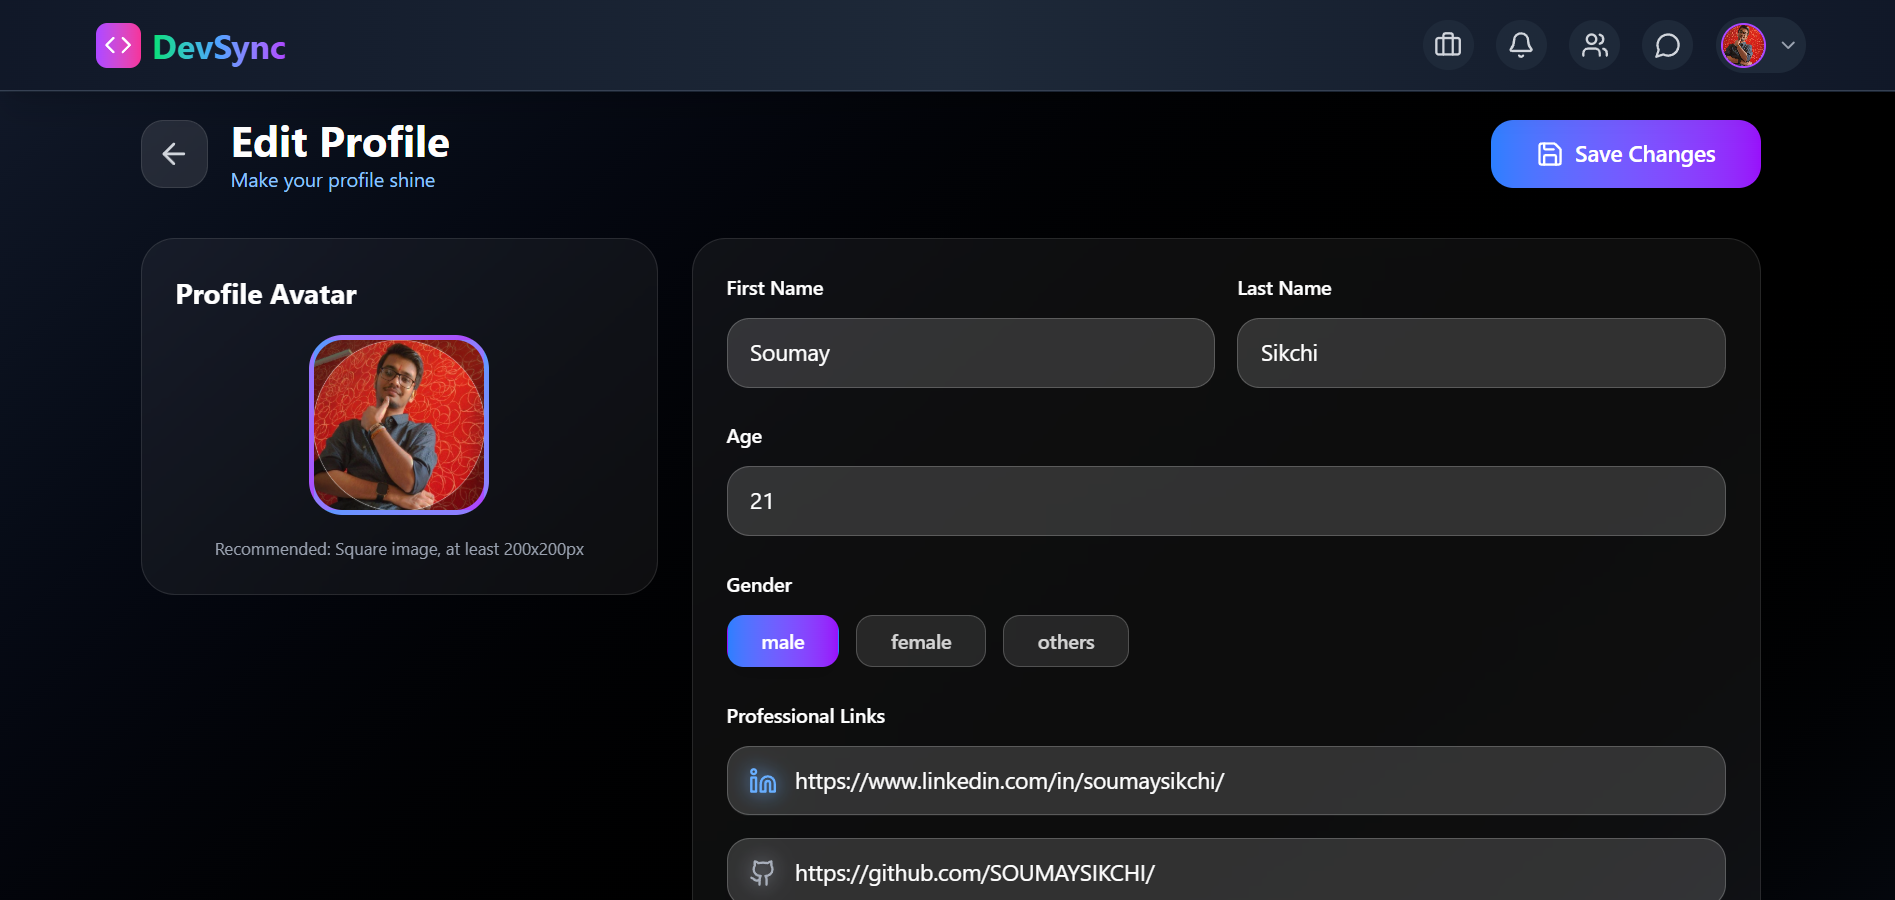 DevSync
Edit Profile
Make your profile shine
Save Changes
Profile Avatar
Recommended: Square image, at least 200x200px
First Name
Last Name
Soumay
Sikchi
Age
21
Gender
male
female
others
Professional Links
https://www.linkedin.com/in/soumaysikchi/
https://github.com/SOUMAYSIKCHI/